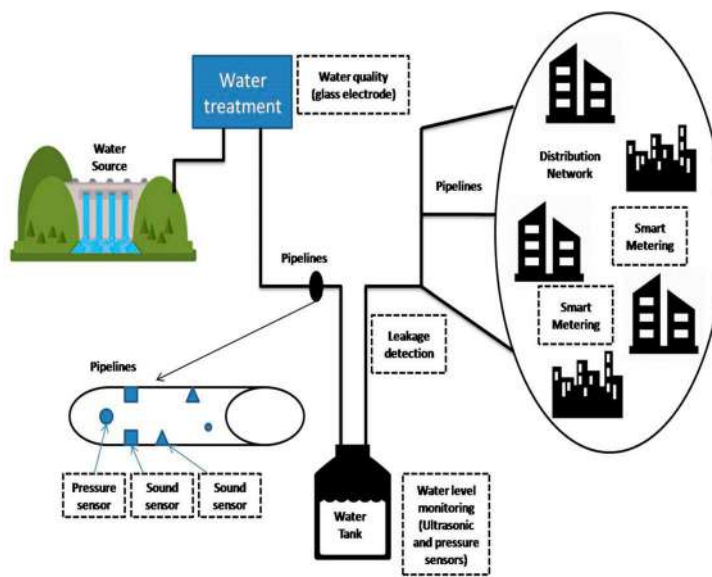 Water
treatment
Water quality
(glass electrode)
Water
Source
Pipelines
Distribution
Network
Smart
Metering
Pipelines
Smart
Metering
Leakage
detection
Pipelines
Pressure
sensor
Sound
sensor
Sound
sensor
Water
Tank
Water level
monitoring
(Ultrasonic
and pressure
sensors)